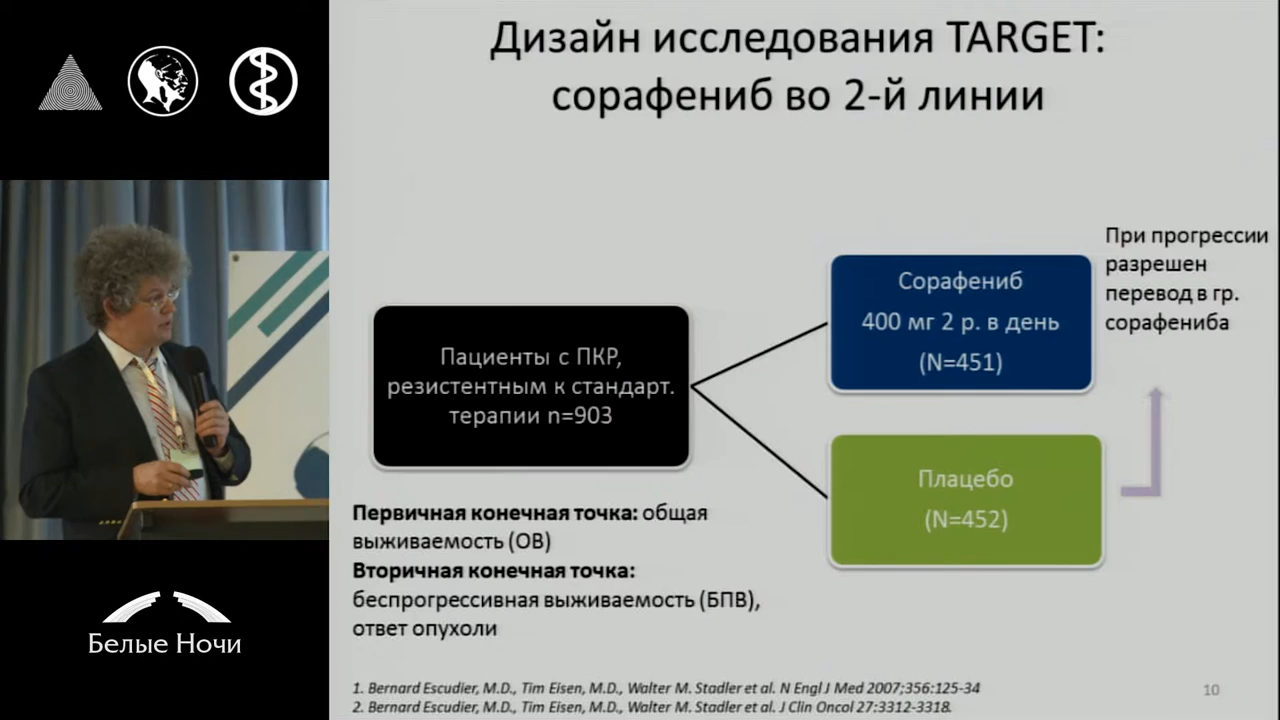 Дизайн исследования TARGET:
сорафениб во 2-й линии
Пациенты с ПКР,
резистентным к стандарт.
терапии n=903
Сорафениб
400 мг 2 р. в день
(N=451)
При прогрессии
разрешен
перевод в гр.
сорафениба
Плацебо
(N=452)
Первичная конечная точка: общая
выживаемость (ОВ)
Вторичная конечная точка:
беспрогрессивная выживаемость (БПВ),
ответ опухоли
1. Bernard Escudier, M.D., Tim Eisen, M.D., Walter M. Stadler et al. N Engl J Med 2007;356:125-34
2. Bernard Escudier, M.D., Tim Eisen, M.D., Walter M. Stadler et al. J Clin Oncol 27:3312-3318.
10
Белые Ночи